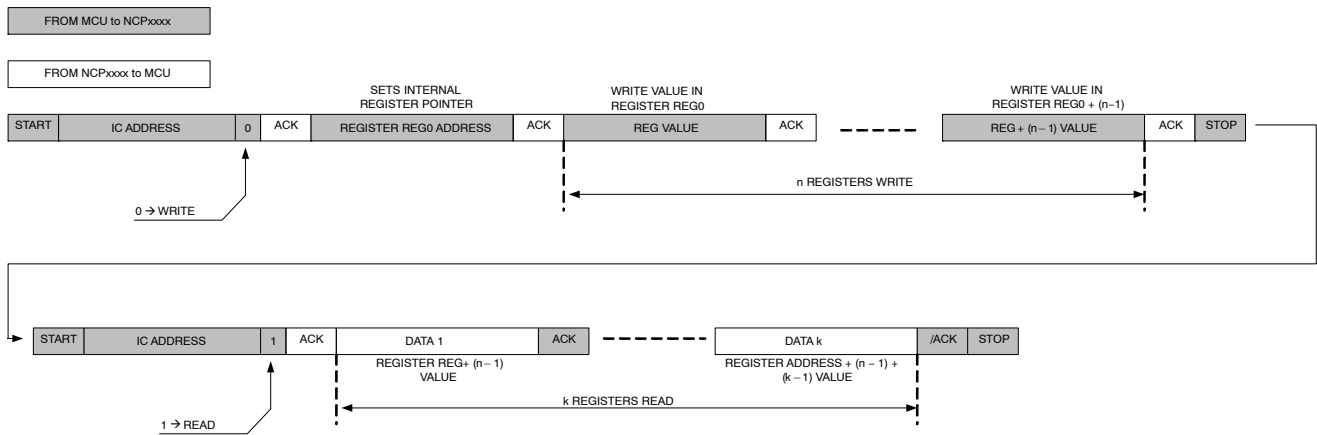 FROM MCU to NCPxxxx
FROM NCPxxxx to MCU
SETS INTERNAL
REGISTER POINTER
WRITE VALUE IN
REGISTER REG0
WRITE VALUE IN
REGISTER REG0 + (n−1)
START IC ADDRESS 0 ACK REGISTER REG0 ADDRESS ACK REG VALUE ACK REG + (n − 1) VALUE ACK STOP
n REGISTERS WRITE
0 → WRITE
START IC ADDRESS 1 ACK DATA 1 ACK DATA k /ACK STOP
REGISTER REG+ (n − 1)
VALUE
REGISTER ADDRESS + (n − 1) +
(k − 1) VALUE
k REGISTERS READ
1 → READ